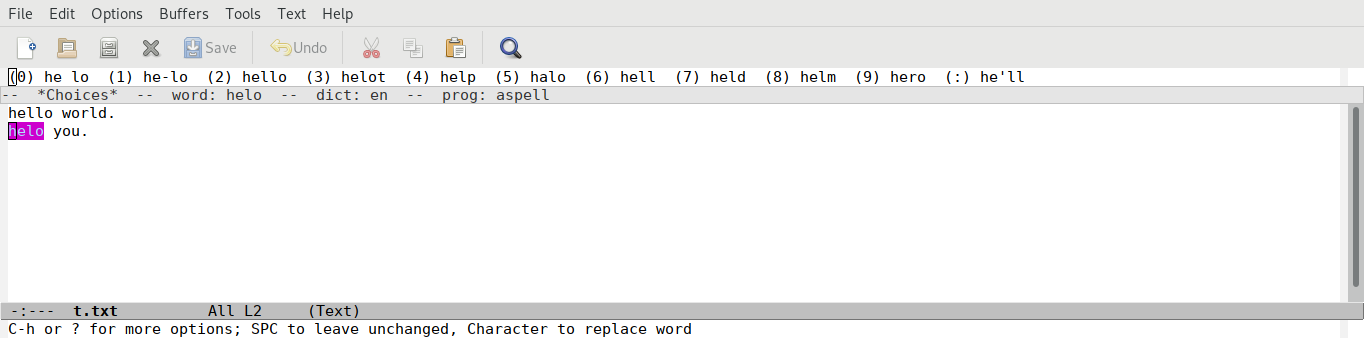 File Edit Options Buffers Tools Text Help
Save Undo
(0) he lo (1) he-lo (2) hello (3) helot (4) help (5) halo (6) hell (7) held (8) helm (9) hero (:) he'll
-- *Choices* -- word: helo -- dict: en -- prog: aspell
hello world.
helo you.
-:--- t.txt All L2 (Text)
C-h or ? for more options; SPC to leave unchanged, Character to replace word